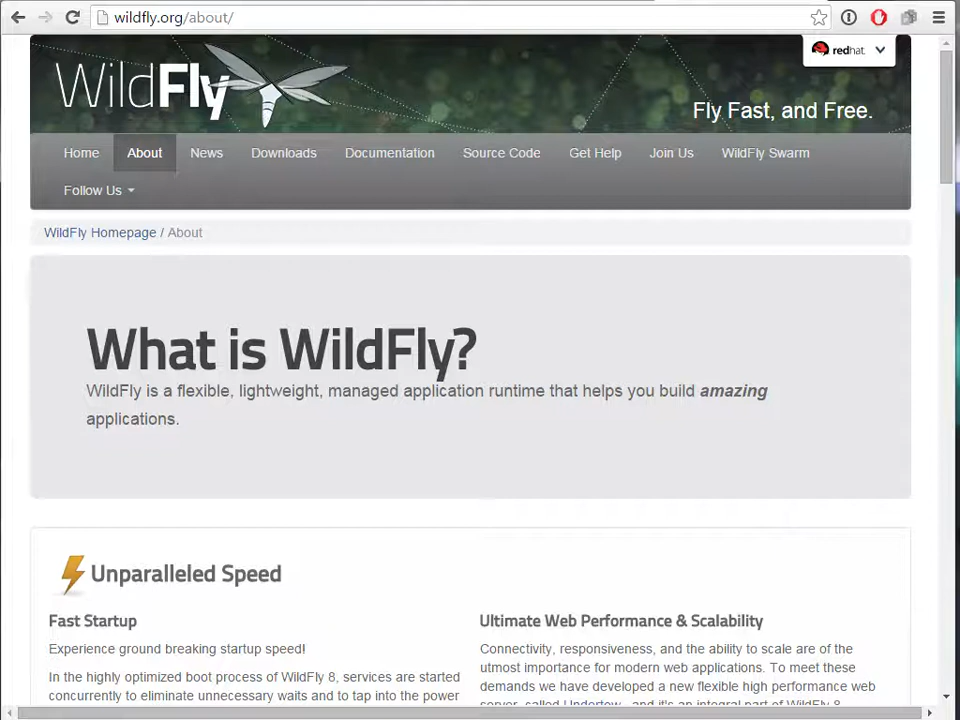 wildfly.org/about/
redhat.
WildFly
Fly Fast, and Free.
Home About News Downloads Documentation Source Code Get Help Join Us WildFly Swarm
Follow Us
WildFly Homepage / About
What is WildFly?
WildFly is a flexible, lightweight, managed application runtime that helps you build amazing
applications.
Unparalleled Speed
Fast Startup
Experience ground breaking startup speed!
In the highly optimized boot process of WildFly 8, services are started
concurrently to eliminate unnecessary waits and to tap into the power
Ultimate Web Performance & Scalability
Connectivity, responsiveness, and the ability to scale are of the
utmost importance for modern web applications. To meet these
demands we have developed a new flexible high performance web
server, called Undertow, and it's an integral part of WildFly 8.